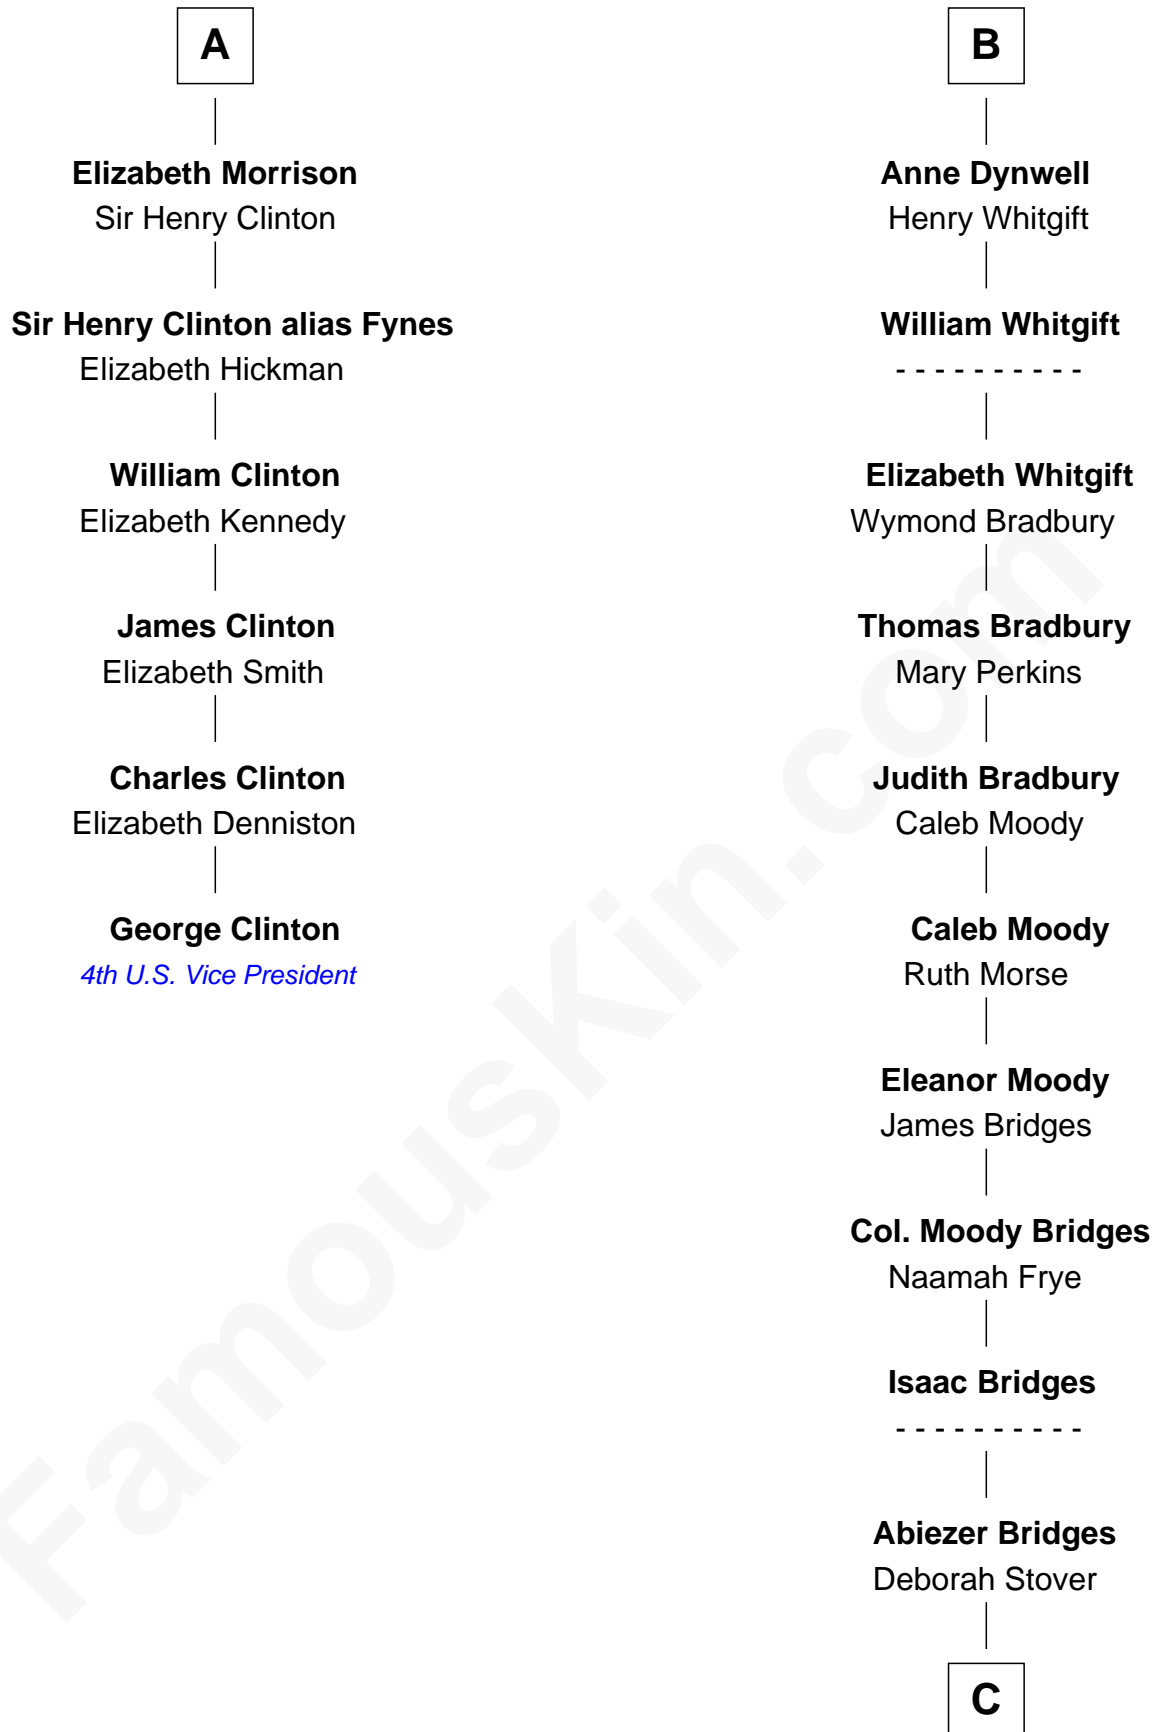 A
Elizabeth Morrison
Sir Henry Clinton
Sir Henry Clinton alias Fynes
Elizabeth Hickman
William Clinton
Elizabeth Kennedy
James Clinton
Elizabeth Smith
Charles Clinton
Elizabeth Denniston
George Clinton
4th U.S. Vice President
B
Anne Dynwell
Henry Whitgift
William Whitgift
- - - - - - - - - -
Elizabeth Whitgift
Wymond Bradbury
Thomas Bradbury
Mary Perkins
Judith Bradbury
Caleb Moody
Caleb Moody
Ruth Morse
Eleanor Moody
James Bridges
Col. Moody Bridges
Naamah Frye
Isaac Bridges
- - - - - - - - - -
Abiezer Bridges
Deborah Stover
C
FamousKin.com